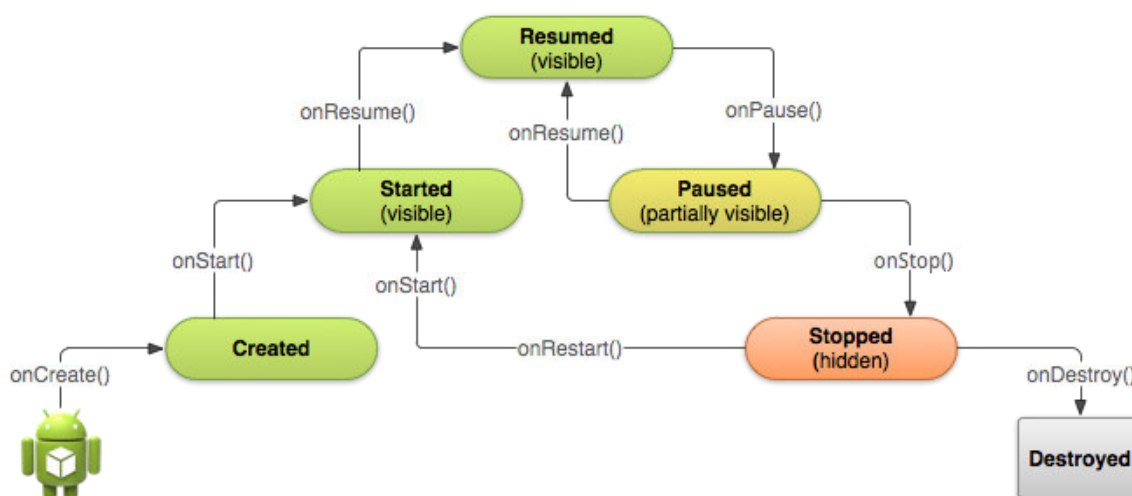 Resumed
(visible)
onResume()
onResume()
onPause()
Started
(visible)
Paused
(partially visible)
onStart()
onStart()
onStop()
Created
onRestart()
Stopped
(hidden)
onCreate()
onDestroy()
Destroyed